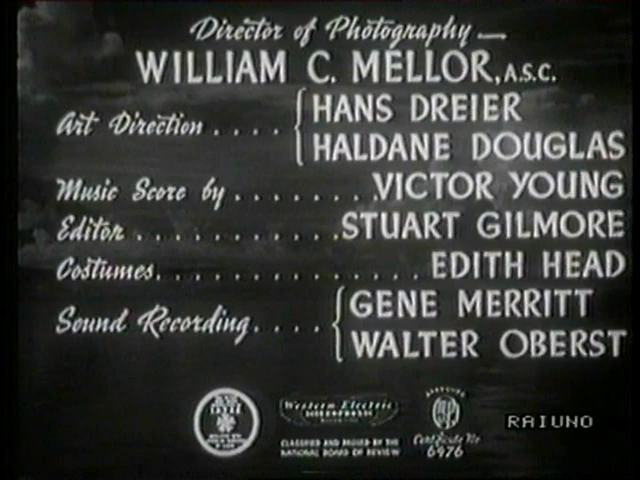 Director of Photography
WILLIAM C. MELLOR, A.S.C.
Art Direction .... HANS DREIER
HALDANE DOUGLAS
Music Score by ........ VICTOR YOUNG
Editor ........... STUART GILMORE
Costumes .............. EDITH HEAD
Sound Recording .... GENE MERRITT
WALTER OBERST
Western Electric
CLASSIFIED AND PASSED BY THE
NATIONAL BOARD OF REVIEW
APPROVED
Certificate No
6976
RAIUNO